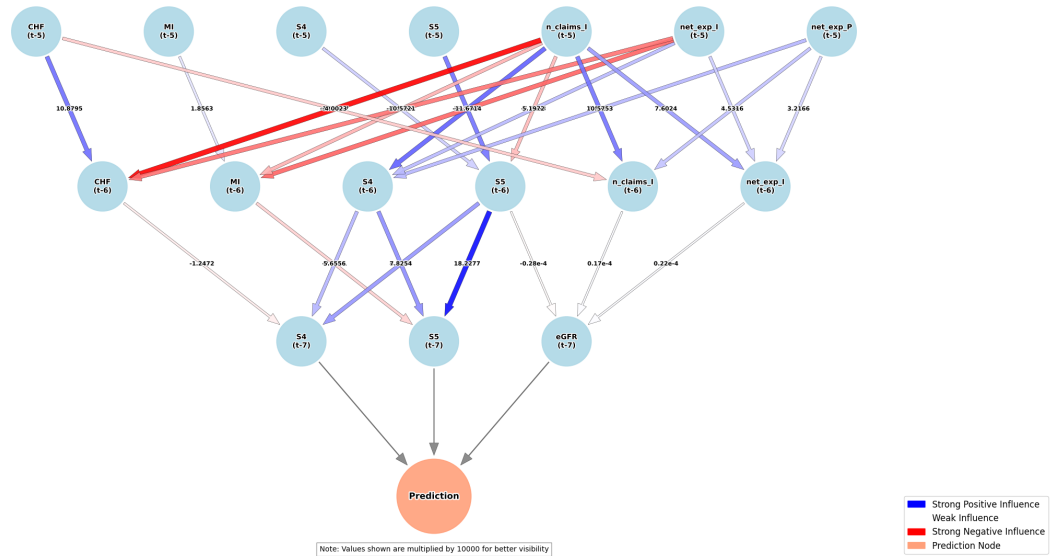 CHF
(t-5)
MI
(t-5)
S4
(t-5)
S5
(t-5)
n_claims_I
(t-5)
net_exp_I
(t-5)
net_exp_P
(t-5)
10.8795
1.8563
-10.5721
-11.6714
10.5753
7.6024
4.5316
3.2166
CHF
(t-6)
MI
(t-6)
S4
(t-6)
S5
(t-6)
n_claims_I
(t-6)
net_exp_I
(t-6)
-1.2472
5.6556
7.8254
18.2277
-0.28e-4
0.17e-4
0.22e-4
S4
(t-7)
S5
(t-7)
eGFR
(t-7)
Prediction
Note: Values shown are multiplied by 10000 for better visibility
Strong Positive Influence
Weak Influence
Strong Negative Influence
Prediction Node